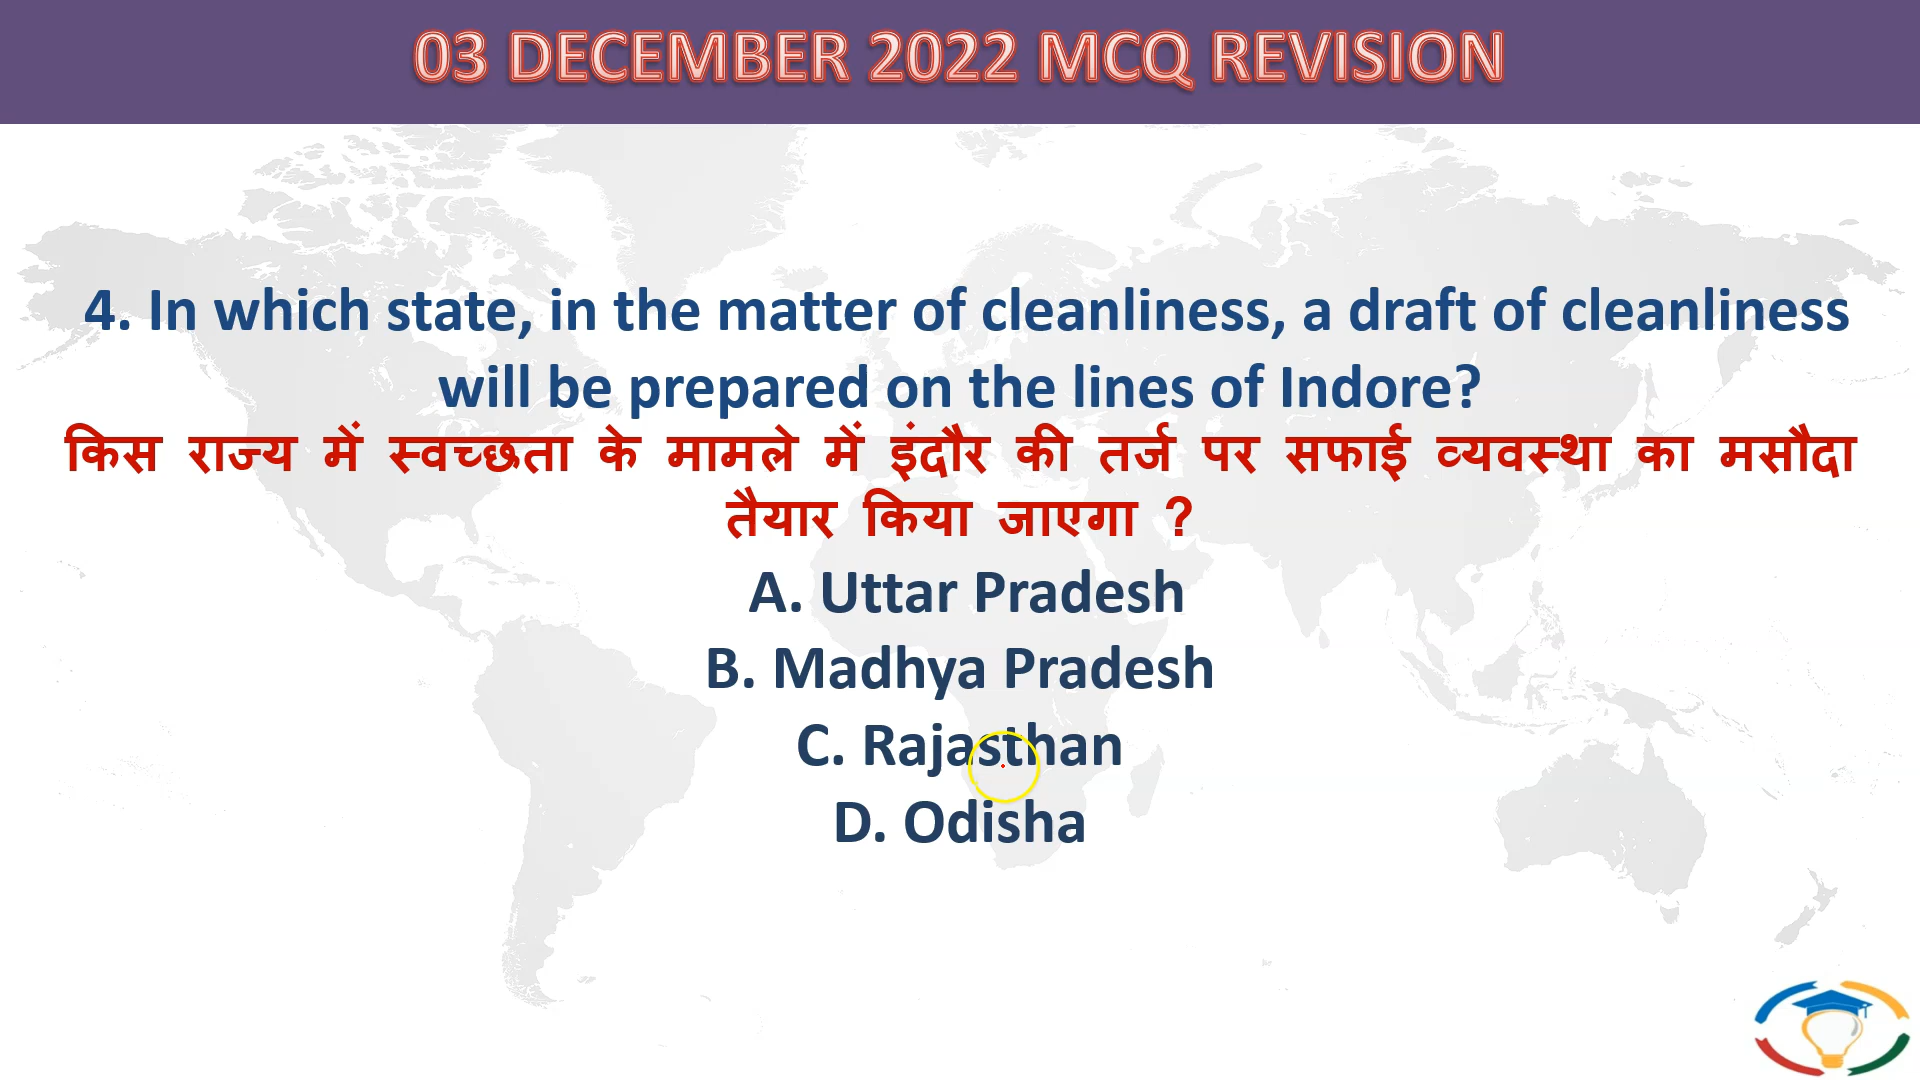 03 DECEMBER 2022 MCQ REVISION
4. In which state, in the matter of cleanliness, a draft of cleanliness
will be prepared on the lines of Indore?
किस राज्य में स्वच्छता के मामले में इंदौर की तर्ज पर सफाई व्यवस्था का मसौदा
तैयार किया जाएगा ?
A. Uttar Pradesh
B. Madhya Pradesh
C. Rajasthan
D. Odisha